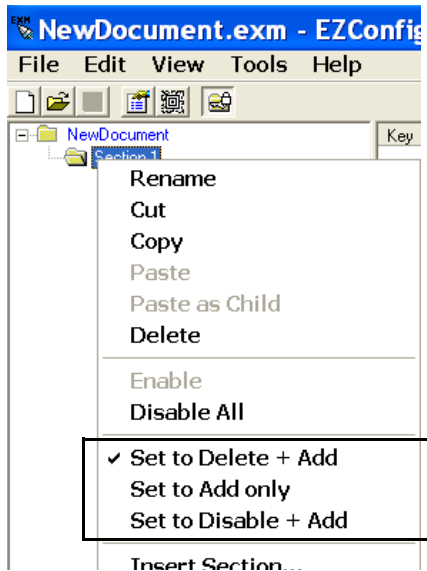 NewDocument.exm - EZConfig
File Edit View Tools Help
NewDocument
Key
Section 1
Rename
Cut
Copy
Paste
Paste as Child
Delete
Enable
Disable All
✓ Set to Delete + Add
Set to Add only
Set to Disable + Add
Insert Section...